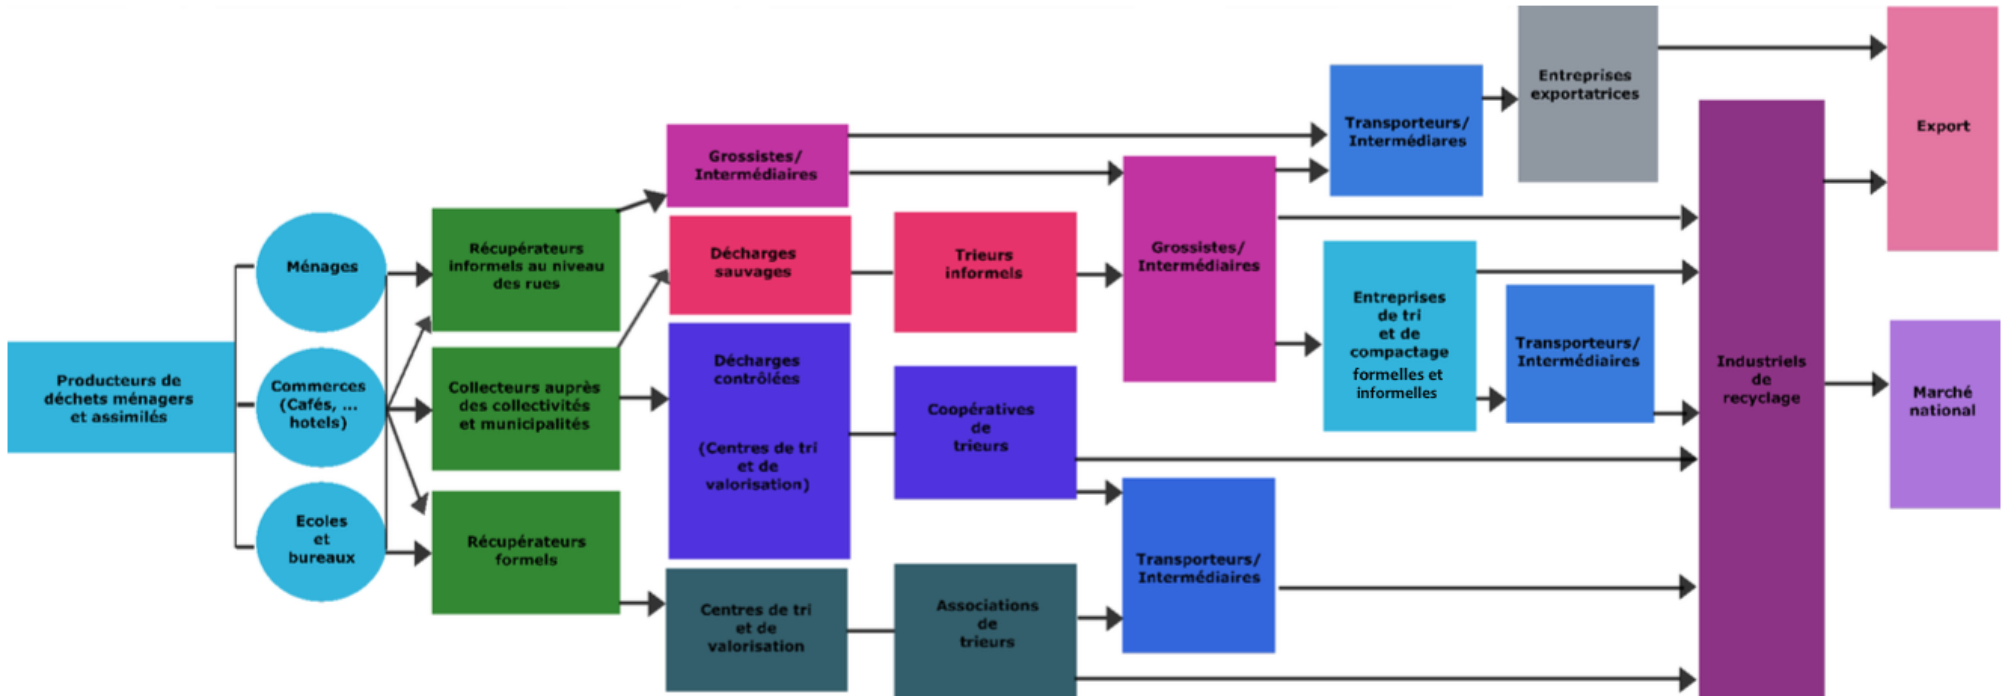 Producteurs de
déchets ménagers
et assimilés
Ménages
Commerces
(Cafés, ...
hotels)
Ecoles
et
bureaux
Récupérateurs
informels au niveau
des rues
Collecteurs auprès
des collectivités
et municipalités
Récupérateurs
formels
Grossistes/
Intermédiaires
Décharges
sauvages
Décharges
contrôlées
(Centres de tri
et de
valorisation)
Centres de tri
et de
valorisation
Trieurs
informels
Coopératives
de
trieurs
Associations
de
trieurs
Grossistes/
Intermédiaires
Transporteurs/
Intermédiaires
Transporteurs/
Intermédiares
Entreprises
de tri
et de
compactage
formelles et
informelles
Entreprises
exportatrices
Transporteurs/
Intermédiaires
Industriels
de
recyclage
Export
Marché
national